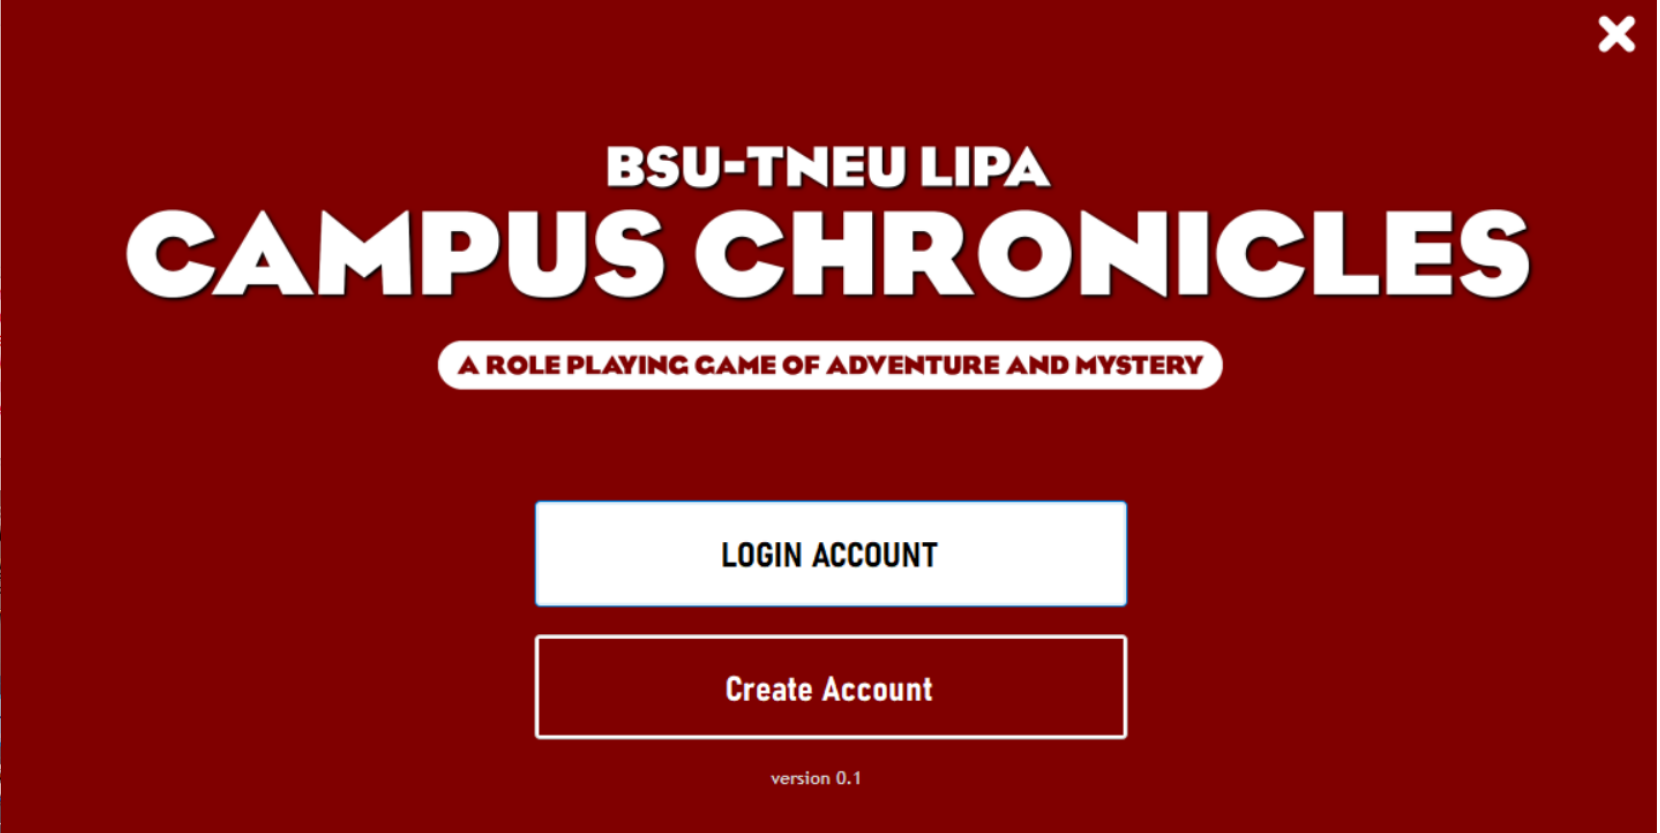 BSU-TNEU LIPA
CAMPUS CHRONICLES
A ROLE PLAYING GAME OF ADVENTURE AND MYSTERY
LOGIN ACCOUNT
Create Account
version 0.1